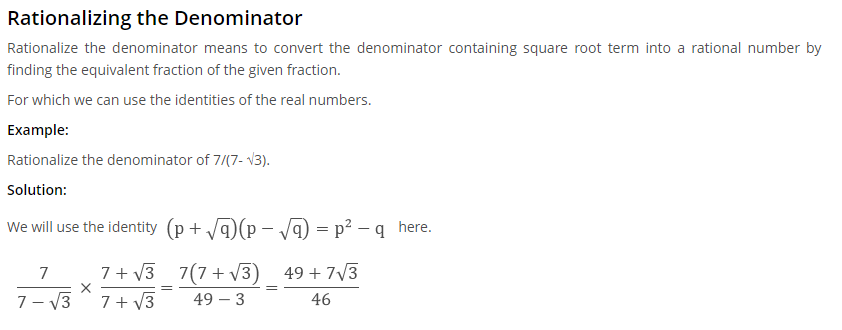 Rationalizing the Denominator
Rationalize the denominator means to convert the denominator containing square root term into a rational number by
finding the equivalent fraction of the given fraction.
For which we can use the identities of the real numbers.
Example:
Rationalize the denominator of 7/(7- √3).
Solution:
We will use the identity (p + √q)(p − √q) = p² − q here.
7/(7 − √3) × (7 + √3)/(7 + √3) = 7(7 + √3)/(49 − 3) = (49 + 7√3)/46